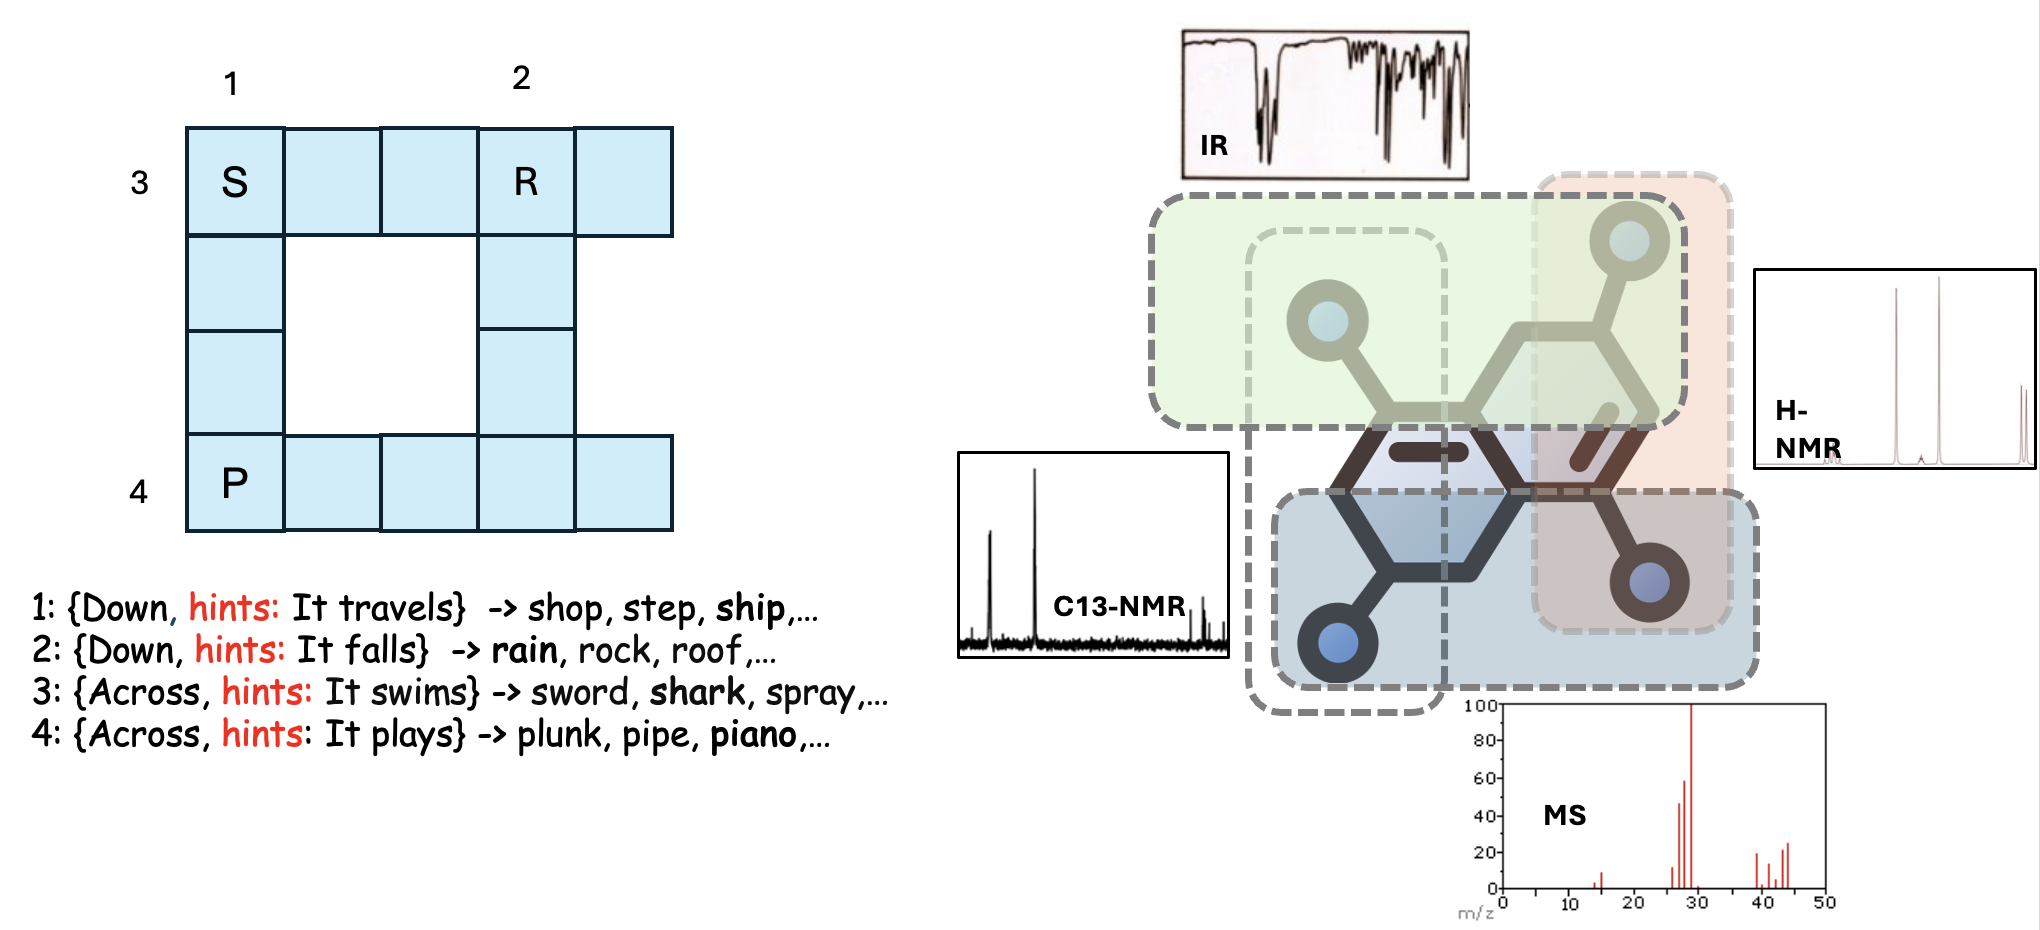 1
2
3
S
R
4
P
1: {Down, hints: It travels} -> shop, step, ship,...
2: {Down, hints: It falls} -> rain, rock, roof,...
3: {Across, hints: It swims} -> sword, shark, spray,...
4: {Across, hints: It plays} -> plunk, pipe, piano,...
IR
H-
NMR
C13-NMR
MS
100
80
60
40
20
0
m/z
0
10
20
30
40
50